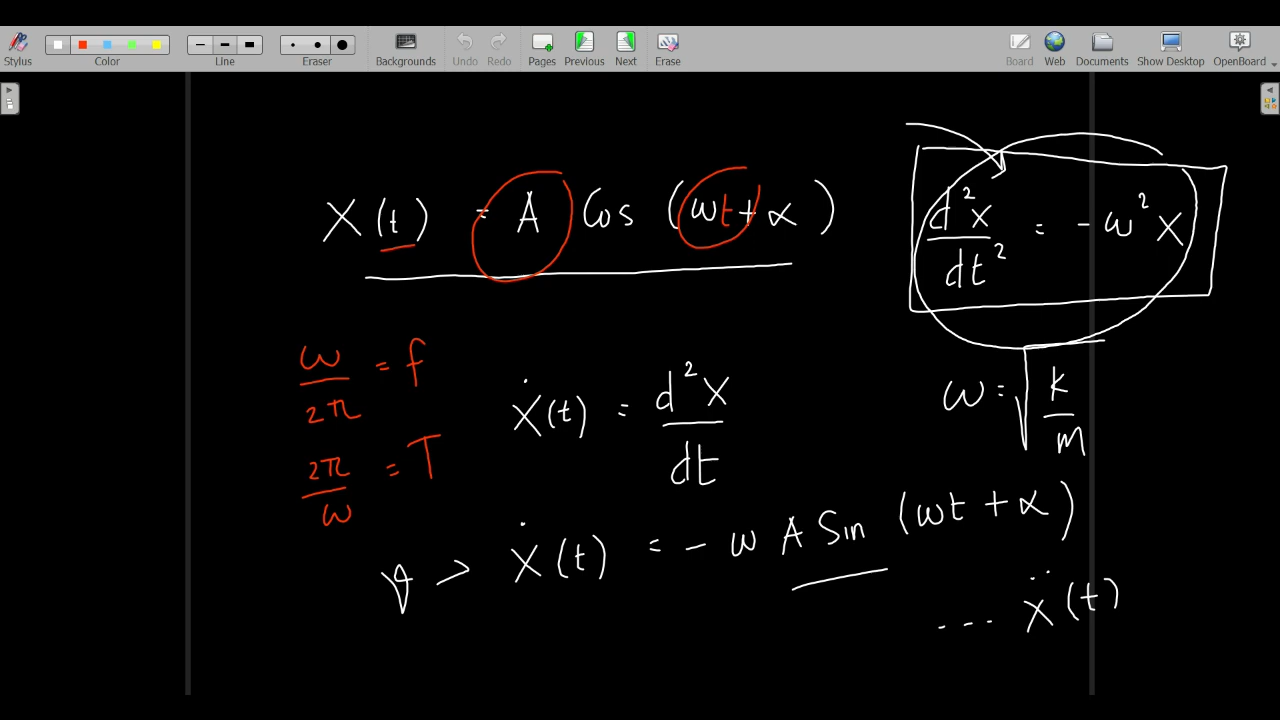 Stylus Color Line Eraser Backgrounds Undo Redo Pages Previous Next Erase Board Web Documents Show Desktop OpenBoard
X(t) = A Cos (ωt+α)
d²x/dt² = -ω²X
ω/2π = f
ẋ(t) = d²X/dt
ω = √k/m
2π/ω = T
v → ẋ(t) = - ω A Sin (ωt + α)
--- ẍ(t)